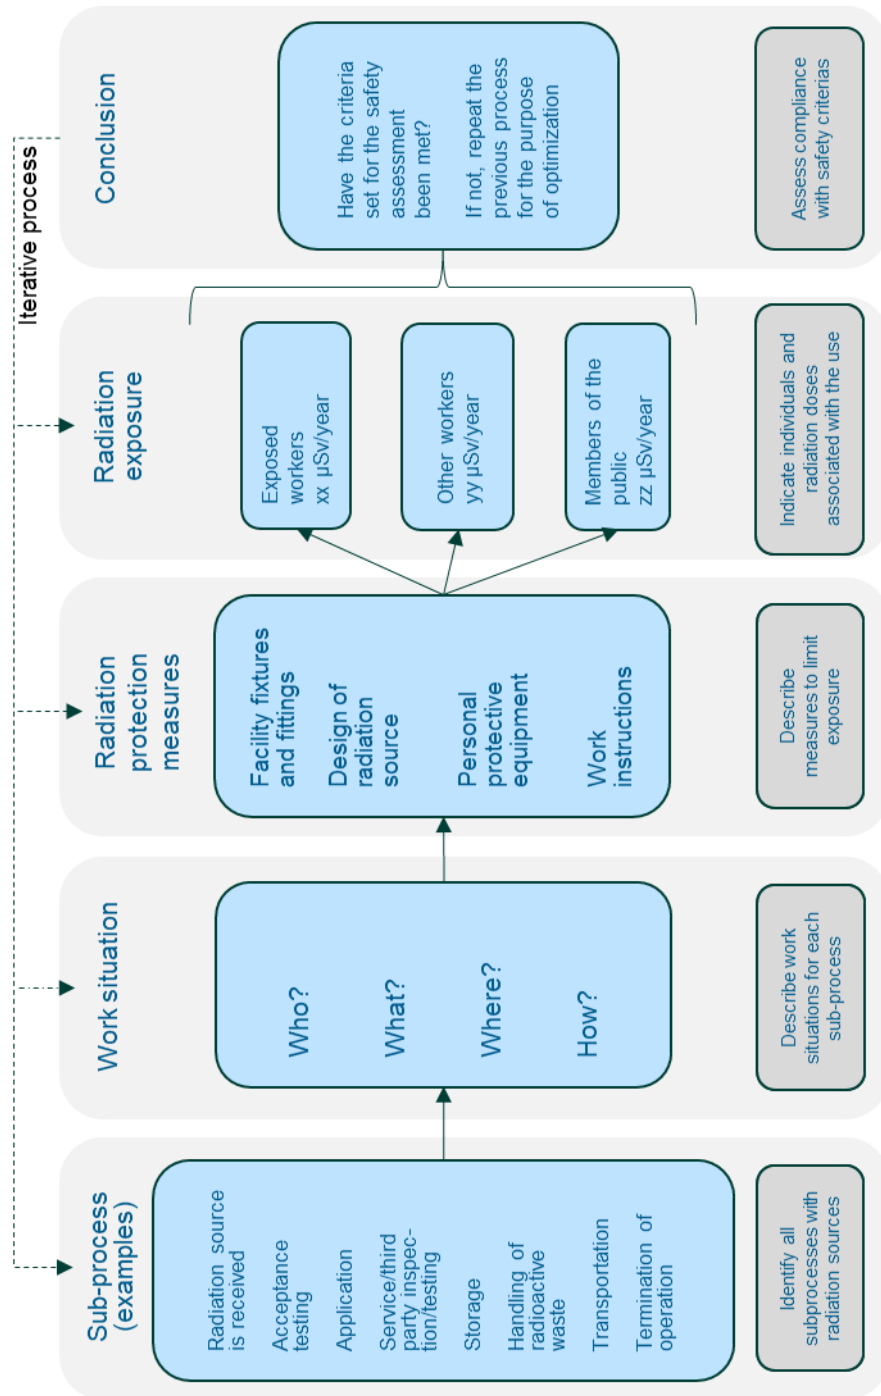 Iterative process
Sub-process
(examples)
Radiation source
is received
Acceptance
testing
Application
Service/third
party inspec-
tion/testing
Storage
Handling of
radioactive
waste
Transportation
Termination of
operation
Identify all
subprocesses with
radiation sources
Work situation
Who?
What?
Where?
How?
Describe work
situations for each
sub-process
Radiation
protection
measures
Facility fixtures
and fittings
Design of
radiation
source
Personal
protective
equipment
Work
instructions
Describe
measures to limit
exposure
Radiation
exposure
Exposed
workers
xx µSv/year
Other workers
yy µSv/year
Members of the
public
zz µSv/year
Indicate individuals and
radiation doses
associated with the use
Conclusion
Have the criteria
set for the safety
assessment
been met?
If not, repeat the
previous process
for the purpose
of optimization
Assess compliance
with safety criterias